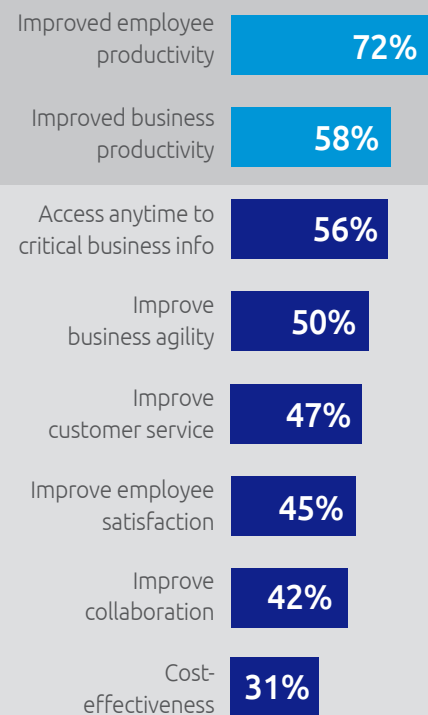 Improved employee
productivity
72%
Improved business
productivity
58%
Access anytime to
critical business info
56%
Improve
business agility
50%
Improve
customer service
47%
Improve employee
satisfaction
45%
Improve
collaboration
42%
Cost-
effectiveness
31%